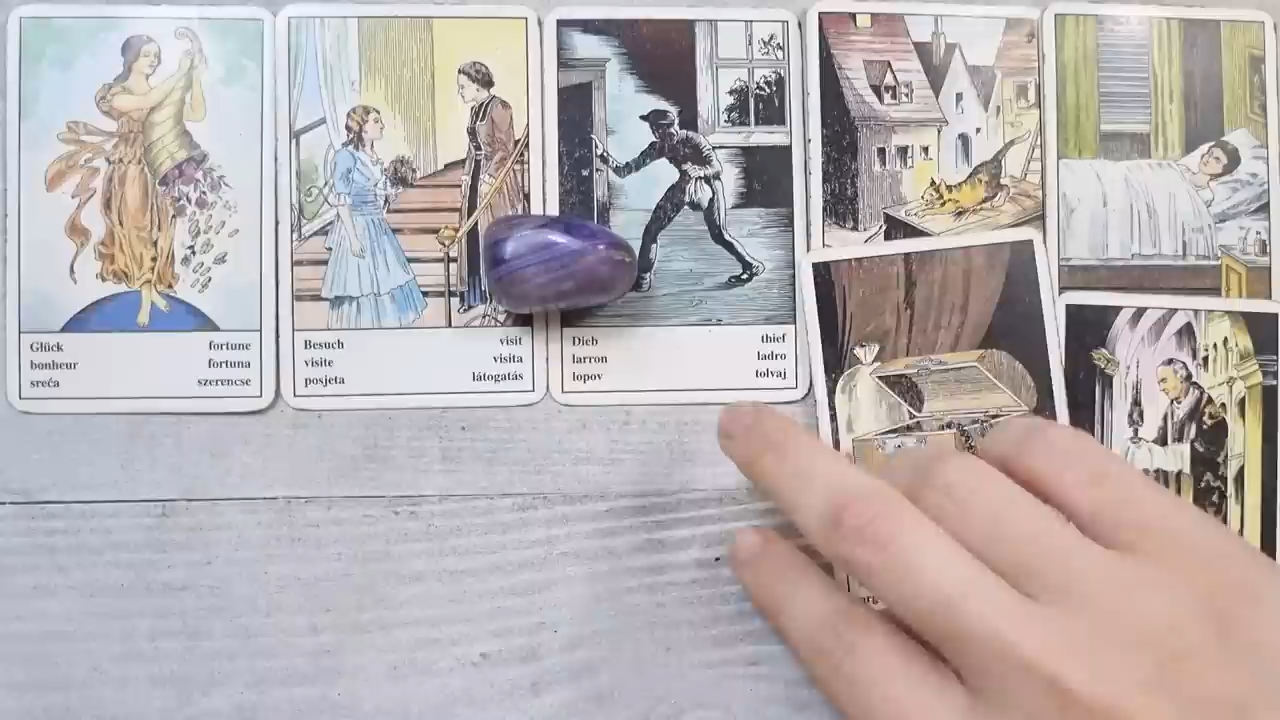 Glück fortune
bonheur fortuna
sreća szerencse
Besuch visit
visite visita
posjeta látogatás
Dieb thief
larron ladro
lopov tolvaj